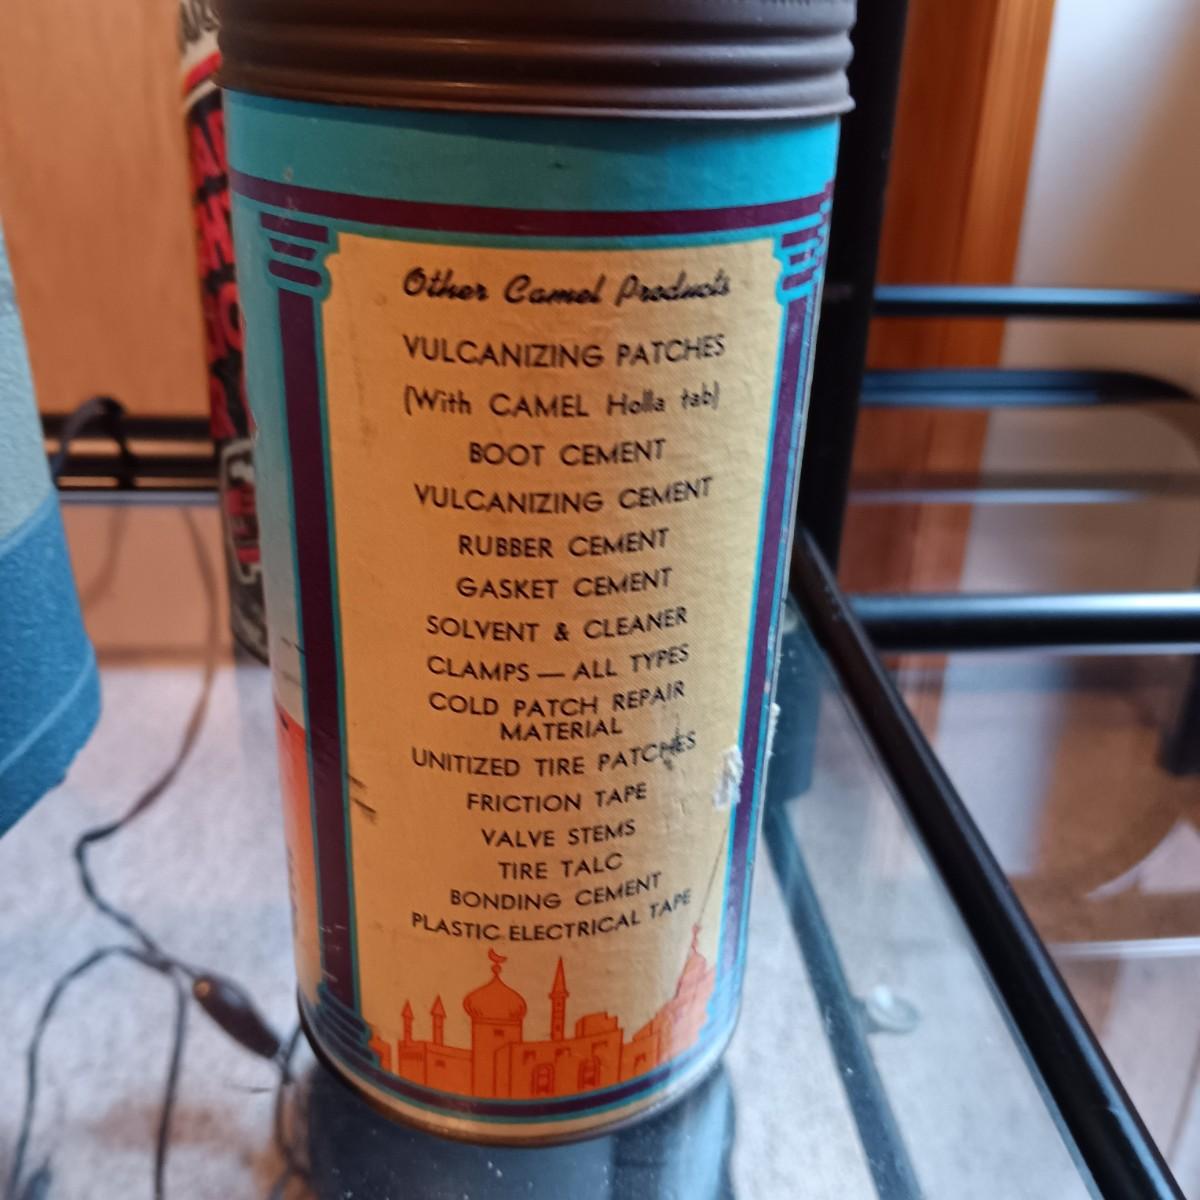 Other Camel Products
VULCANIZING PATCHES
(With CAMEL Holla tab)
BOOT CEMENT
VULCANIZING CEMENT
RUBBER CEMENT
GASKET CEMENT
SOLVENT & CLEANER
CLAMPS — ALL TYPES
COLD PATCH REPAIR
MATERIAL
UNITIZED TIRE PATCHES
FRICTION TAPE
VALVE STEMS
TIRE TALC
BONDING CEMENT
PLASTIC ELECTRICAL TAPE